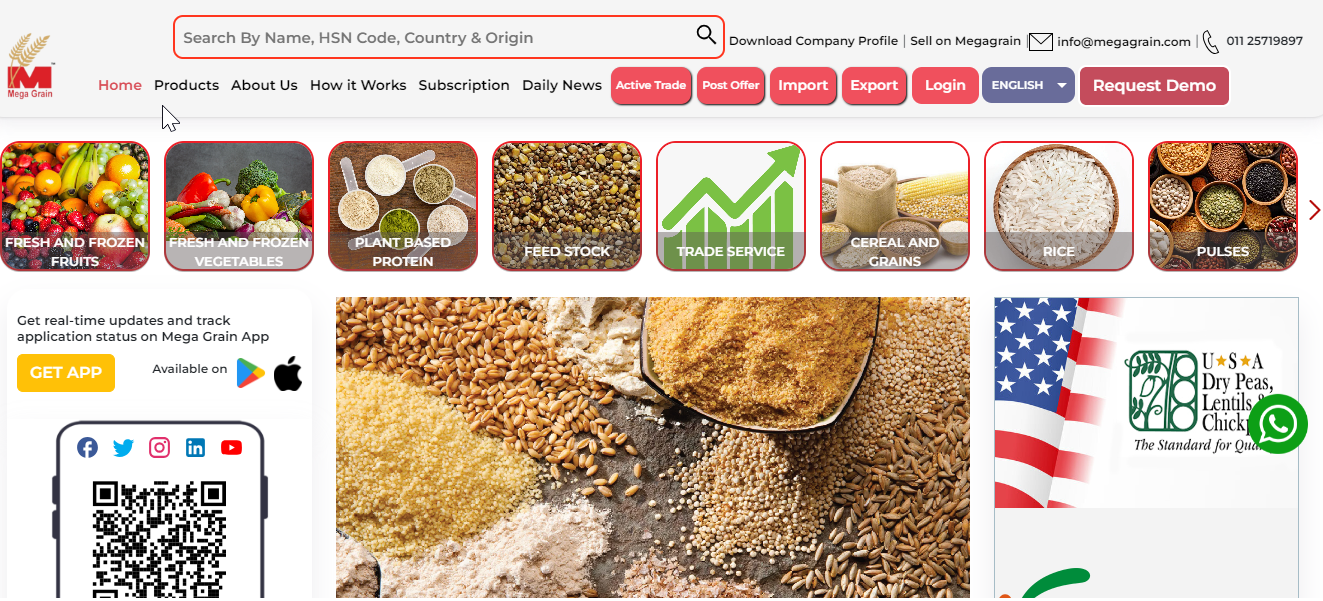 Search By Name, HSN Code, Country & Origin
Download Company Profile | Sell on Megagrain | info@megagrain.com | 011 25719897
Mega Grain
Home Products About Us How it Works Subscription Daily News Active Trade Post Offer Import Export Login ENGLISH Request Demo
FRESH AND FROZEN
FRUITS
FRESH AND FROZEN
VEGETABLES
PLANT BASED
PROTEIN
FEED STOCK
TRADE SERVICE
CEREAL AND
GRAINS
RICE
PULSES
Get real-time updates and track
application status on Mega Grain App
GET APP
Available on
USA
Dry Peas,
Lentils &
The Standard for